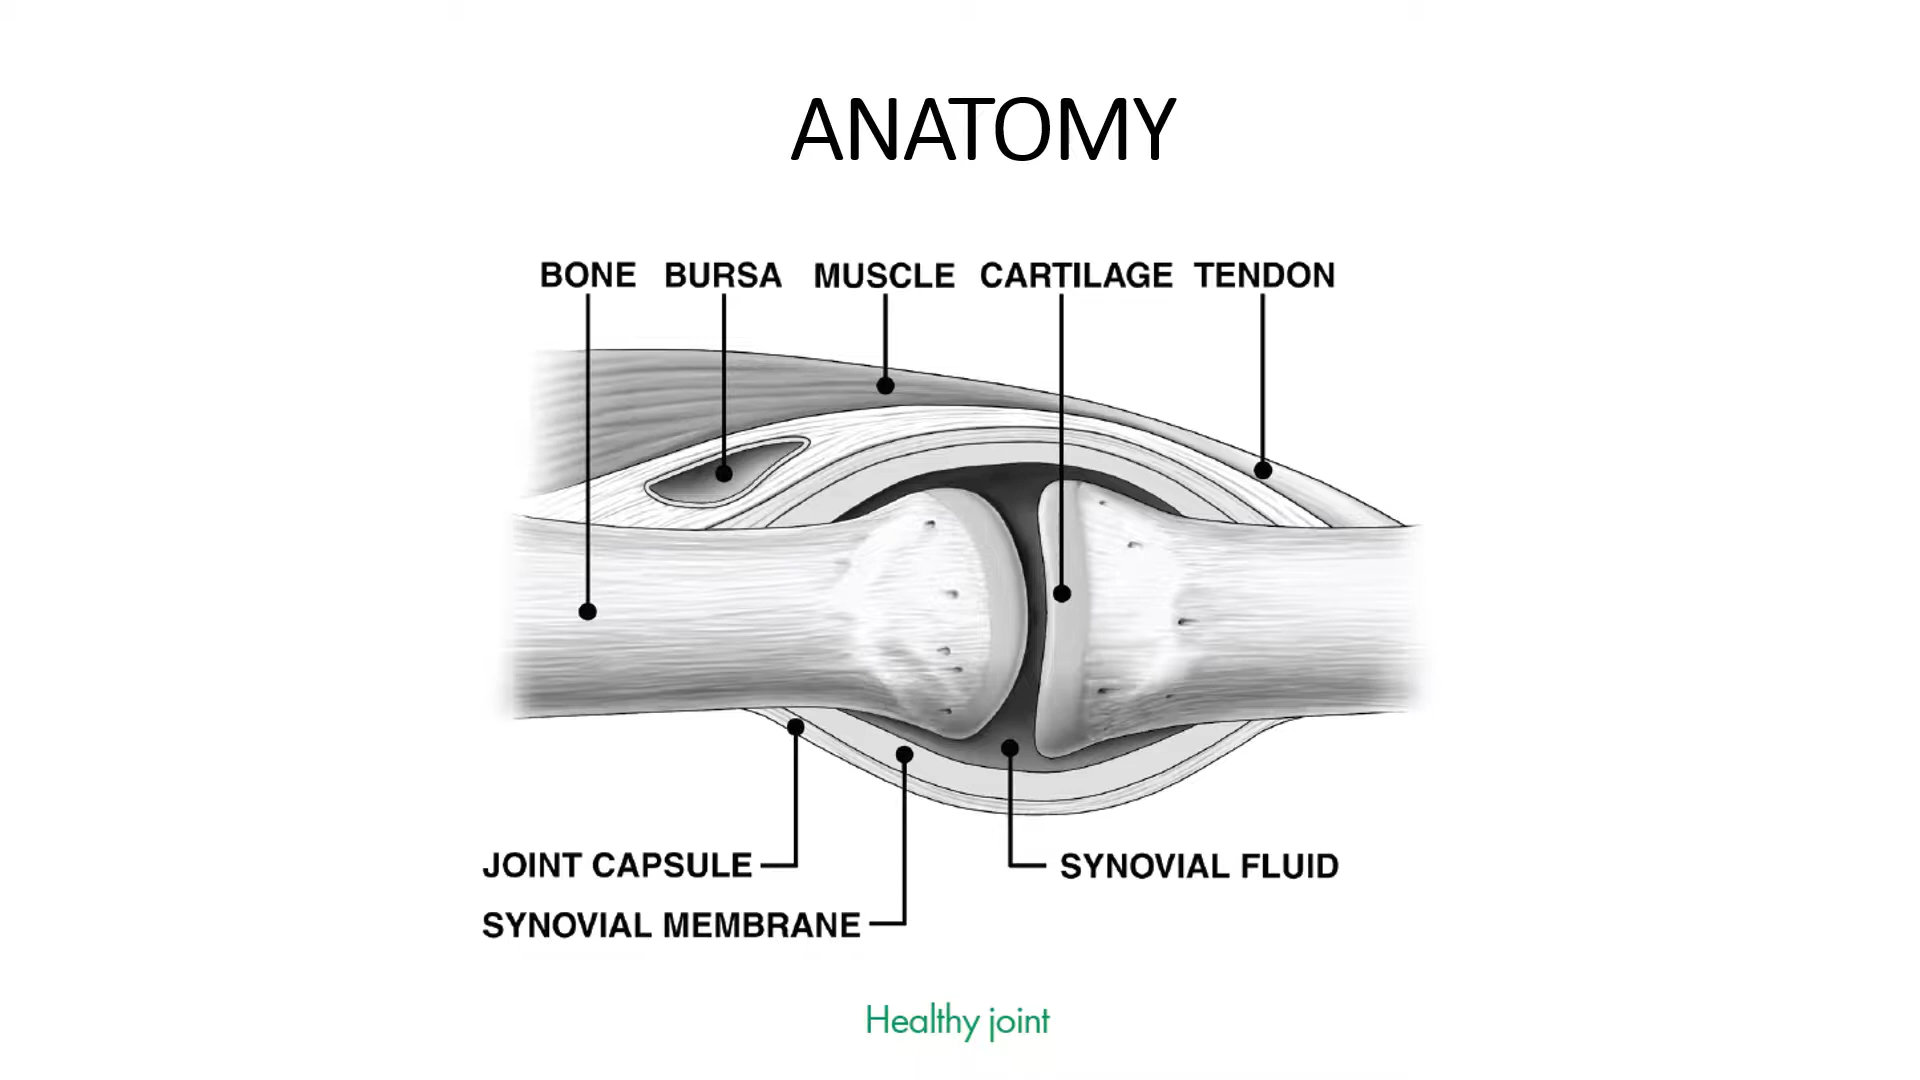 ANATOMY
BONE BURSA MUSCLE CARTILAGE TENDON
JOINT CAPSULE
SYNOVIAL FLUID
SYNOVIAL MEMBRANE
Healthy joint